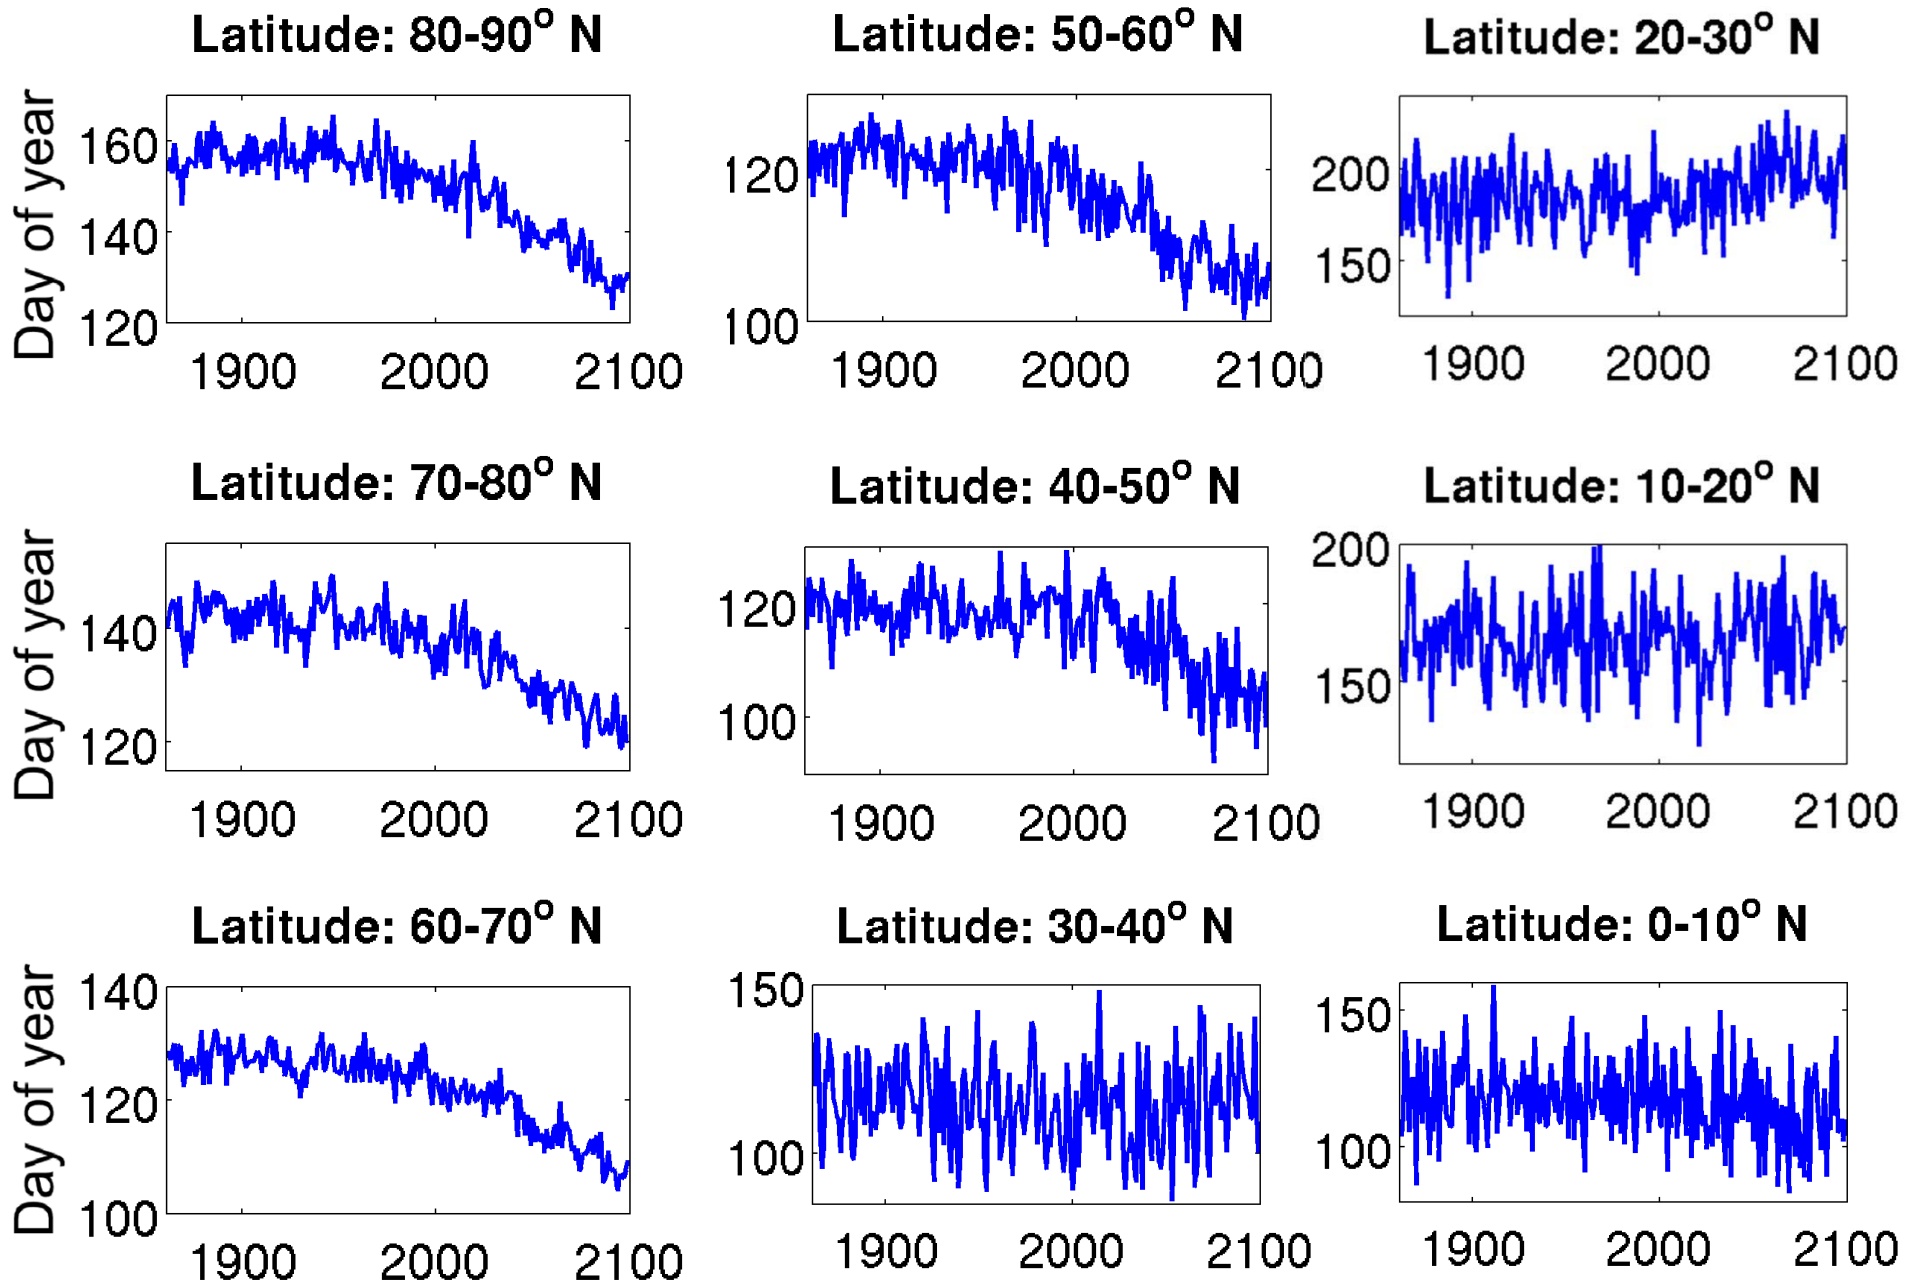 Latitude: 80-90° N
Latitude: 50-60° N
Latitude: 20-30° N
Day of year
160
140
120
1900 2000 2100
120
100
1900 2000 2100
200
150
1900 2000 2100
Latitude: 70-80° N
Latitude: 40-50° N
Latitude: 10-20° N
Day of year
140
120
1900 2000 2100
120
100
1900 2000 2100
200
150
1900 2000 2100
Latitude: 60-70° N
Latitude: 30-40° N
Latitude: 0-10° N
Day of year
140
130
120
100
1900 2000 2100
150
100
1900 2000 2100
150
100
1900 2000 2100